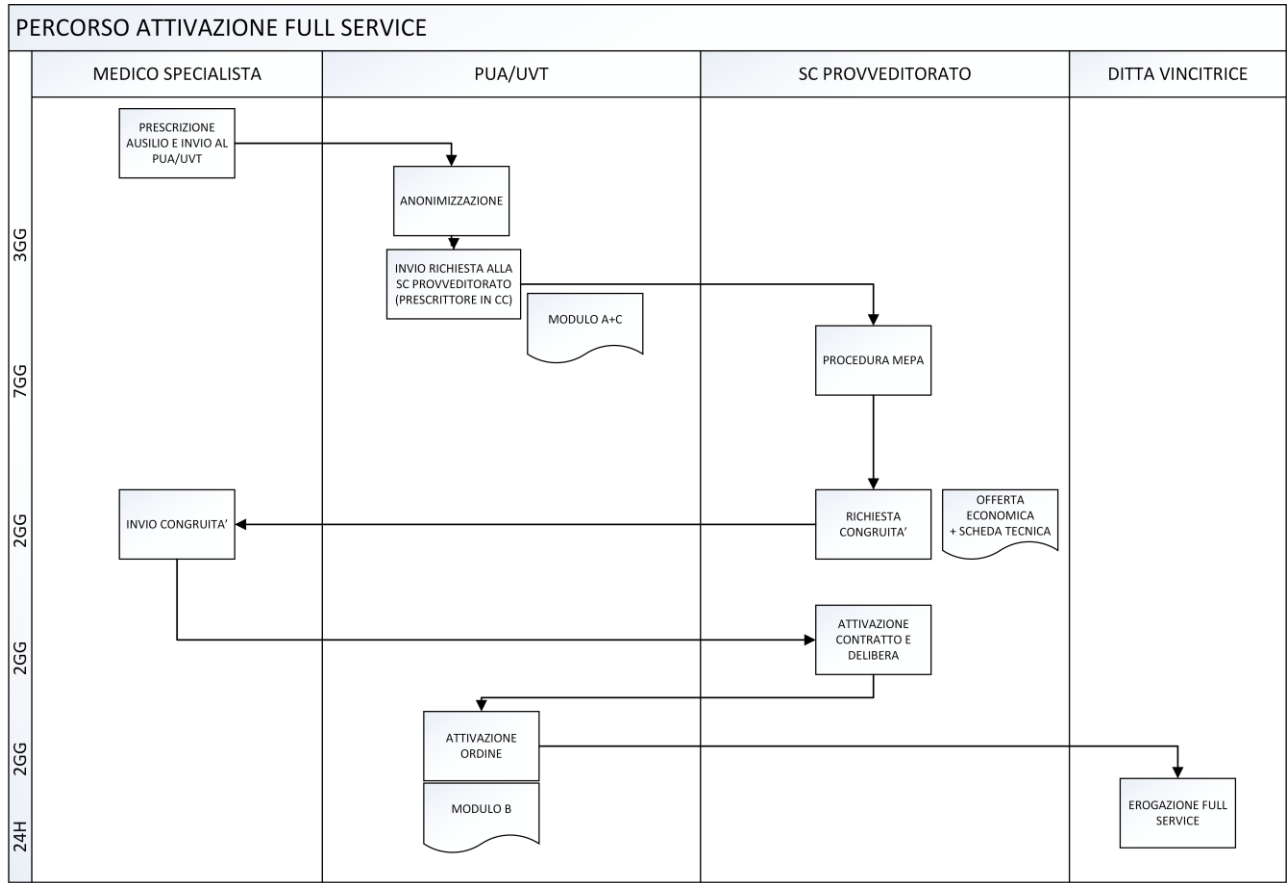 PERCORSO ATTIVAZIONE FULL SERVICE
MEDICO SPECIALISTA
PUA/UVT
SC PROVVEDITORATO
DITTA VINCITRICE
PRESCRIZIONE
AUSILIO E INVIO AL
PUA/UVT
ANONIMIZZAZIONE
3GG
INVIO RICHIESTA ALLA
SC PROVVEDITORATO
(PRESCRITTORE IN CC)
MODULO A+C
PROCEDURA MEPA
7GG
INVIO CONGRUITA’
RICHIESTA
CONGRUITA’
OFFERTA
ECONOMICA
+ SCHEDA TECNICA
2GG
ATTIVAZIONE
CONTRATTO E
DELIBERA
2GG
ATTIVAZIONE
ORDINE
2GG
MODULO B
EROGAZIONE FULL
SERVICE
24H